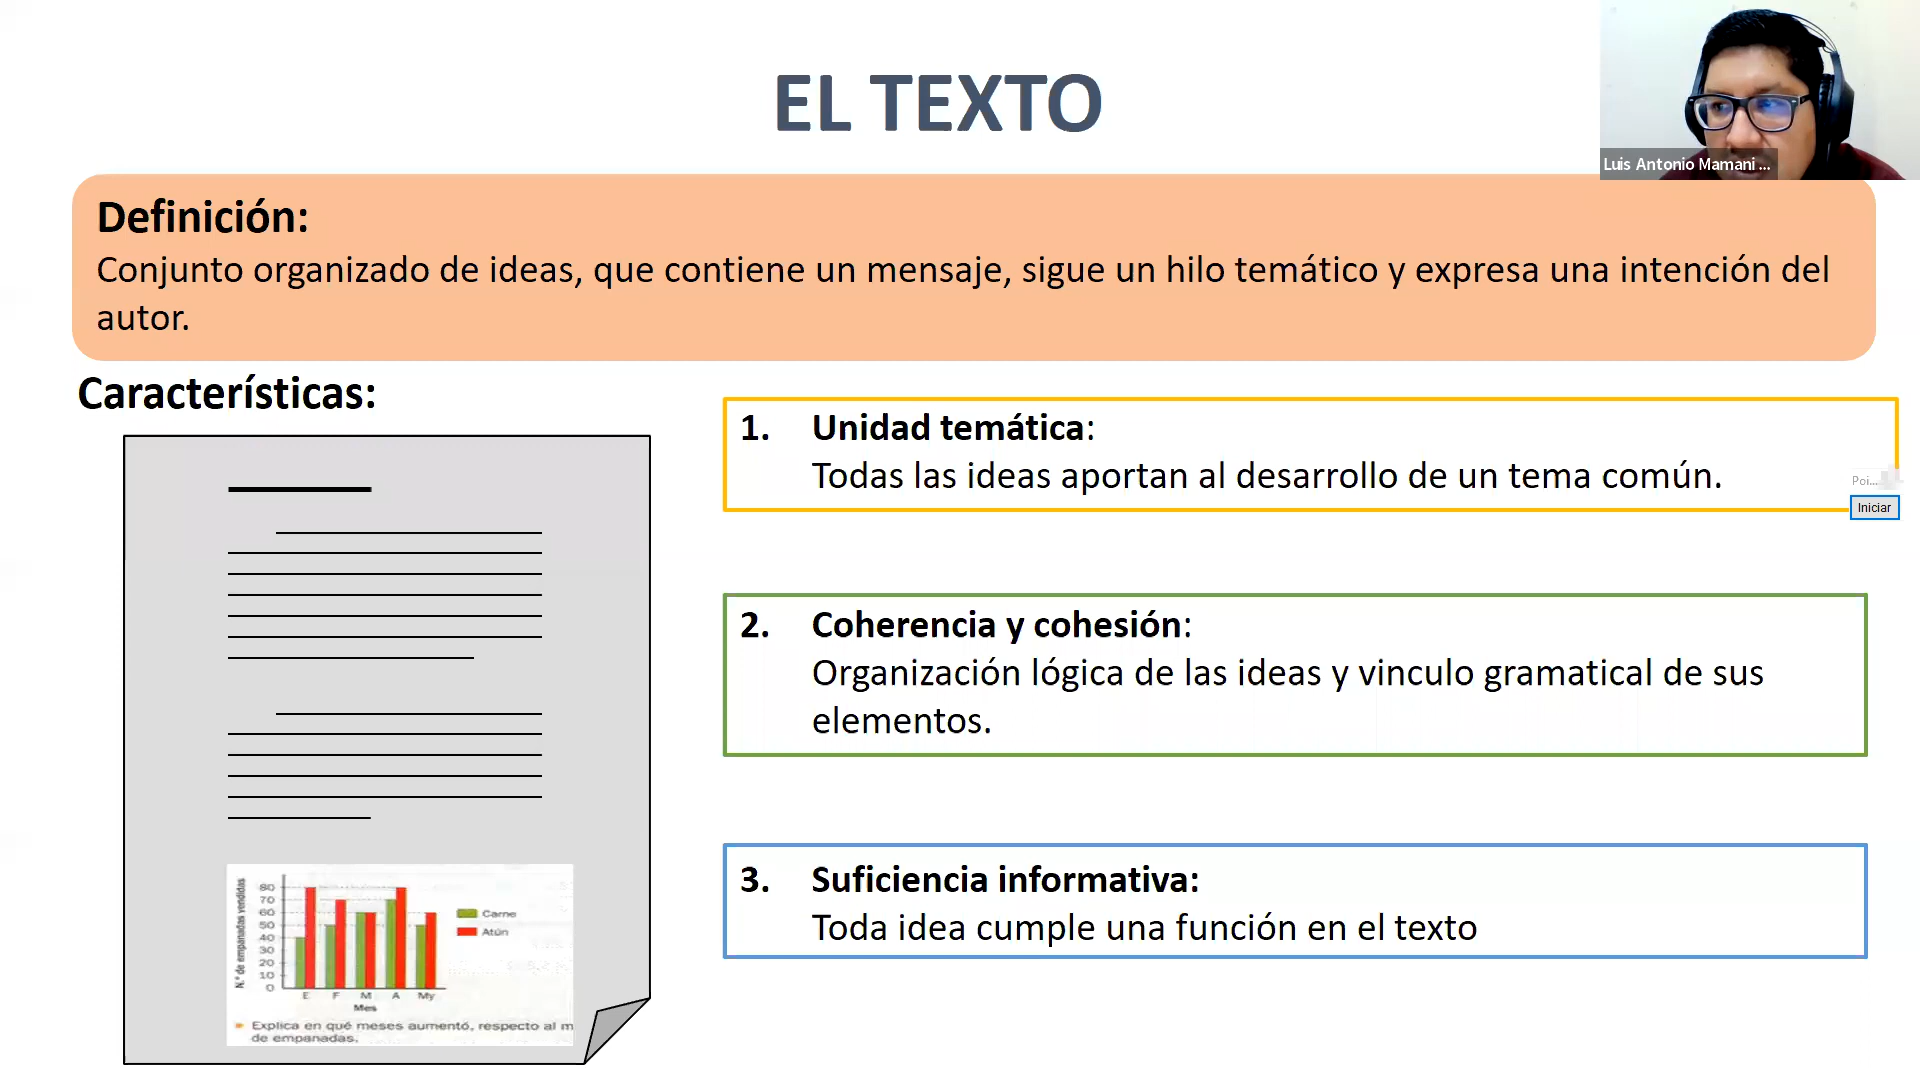 EL TEXTO
Luis Antonio Mamani ...
Definición:
Conjunto organizado de ideas, que contiene un mensaje, sigue un hilo temático y expresa una intención del
autor.
Características:
1. Unidad temática:
Todas las ideas aportan al desarrollo de un tema común.
Poi...
Iniciar
2. Coherencia y cohesión:
Organización lógica de las ideas y vinculo gramatical de sus
elementos.
3. Suficiencia informativa:
Toda idea cumple una función en el texto
N.º de empanadas vendidas
80
70
60
50
40
30
20
10
0
E F M A My
Mes
Carne
Atún
Explica en qué meses aumentó, respecto al m
de empanadas.